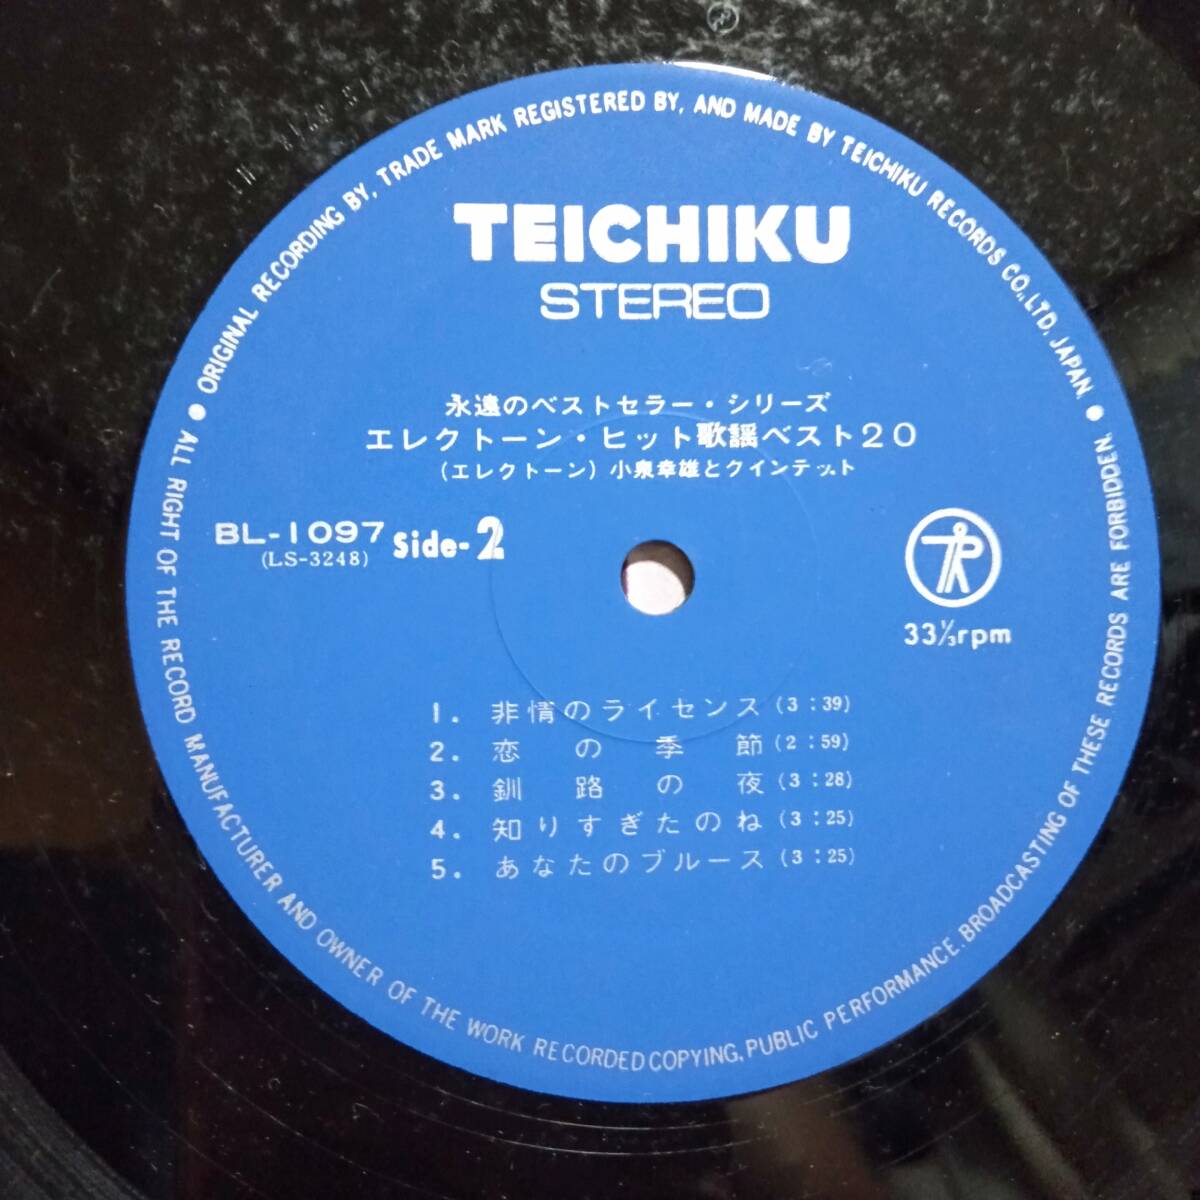 ORIGINAL RECORDING BY, TRADE MARK REGISTERED BY, AND MADE BY TEICHIKU RECORDS CO., LTD. JAPAN.
TEICHIKU
STEREO
永遠のベストセラー・シリーズ
エレクトーン・ヒット歌謡ベスト20
(エレクトーン) 小泉幸雄とクインテット
BL-1097 Side-2
(LS-3248)
33⅓rpm
1. 非情のライセンス (3:39)
2. 恋の季節 (2:59)
3. 釧路の夜 (3:28)
4. 知りすぎたのね (3:25)
5. あなたのブルース (3:25)
ALL RIGHT OF THE RECORD MANUFACTURER AND OWNER OF THE WORK RECORDED COPYING, PUBLIC PERFORMANCE. BROADCASTING OF THESE RECORDS ARE FORBIDDEN.